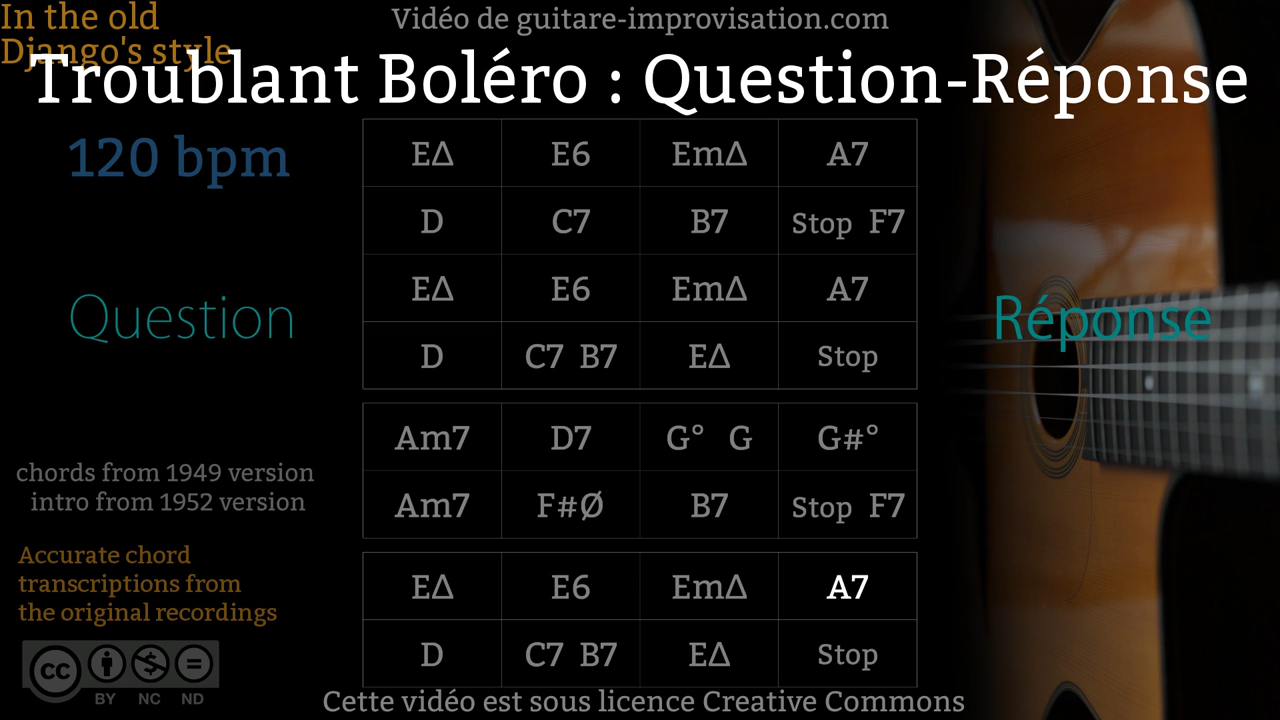 In the old
Django's style
Vidéo de guitare-improvisation.com
Troublant Boléro : Question-Réponse
120 bpm
EΔ E6 EmΔ A7
D C7 B7 Stop F7
EΔ E6 EmΔ A7
D C7 B7 EΔ Stop
Question
Réponse
Am7 D7 G° G G#°
Am7 F#Ø B7 Stop F7
chords from 1949 version
intro from 1952 version
Accurate chord
transcriptions from
the original recordings
EΔ E6 EmΔ A7
D C7 B7 EΔ Stop
cc BY NC ND
Cette vidéo est sous licence Creative Commons